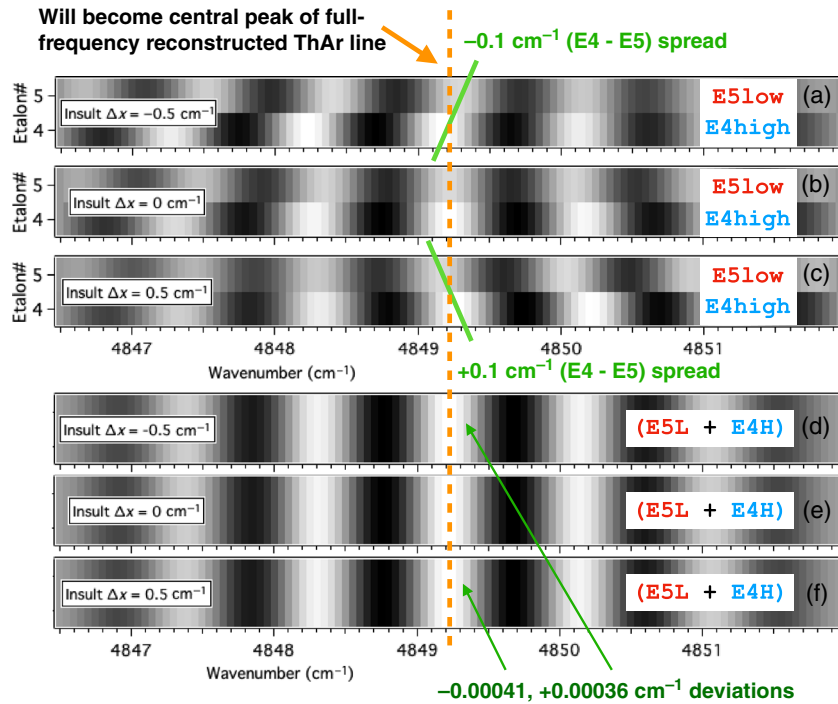 Will become central peak of full-
frequency reconstructed ThAr
line
−0.1 cm⁻¹ (E4 - E5) spread
Etalon#
5
4
Insult Δx = −0.5 cm⁻¹
E5low
E4high
(a)
Etalon#
5
4
Insult Δx = 0 cm⁻¹
E5low
E4high
(b)
Etalon#
5
4
Insult Δx = 0.5 cm⁻¹
E5low
E4high
(c)
4847 4848 4849 4850 4851
Wavenumber (cm⁻¹)
+0.1 cm⁻¹ (E4 - E5) spread
Insult Δx = -0.5 cm⁻¹
(E5L + E4H)
(d)
Insult Δx = 0 cm⁻¹
(E5L + E4H)
(e)
Insult Δx = 0.5 cm⁻¹
(E5L + E4H)
(f)
4847 4848 4849 4850 4851
Wavenumber (cm⁻¹)
−0.00041, +0.00036 cm⁻¹ deviations